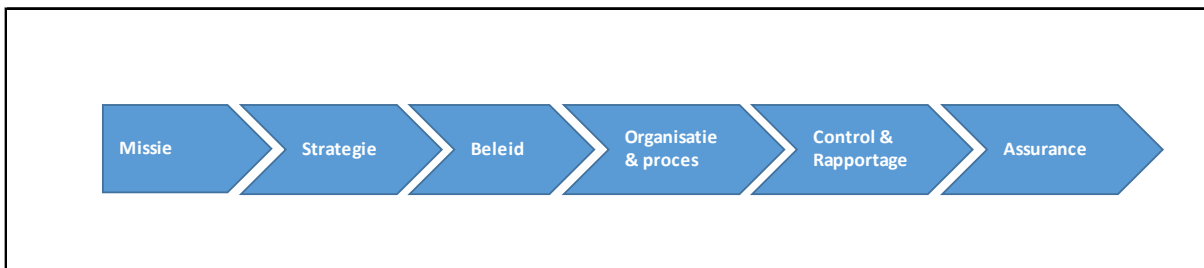 Missie
Strategie
Beleid
Organisatie
& proces
Control &
Rapportage
Assurance